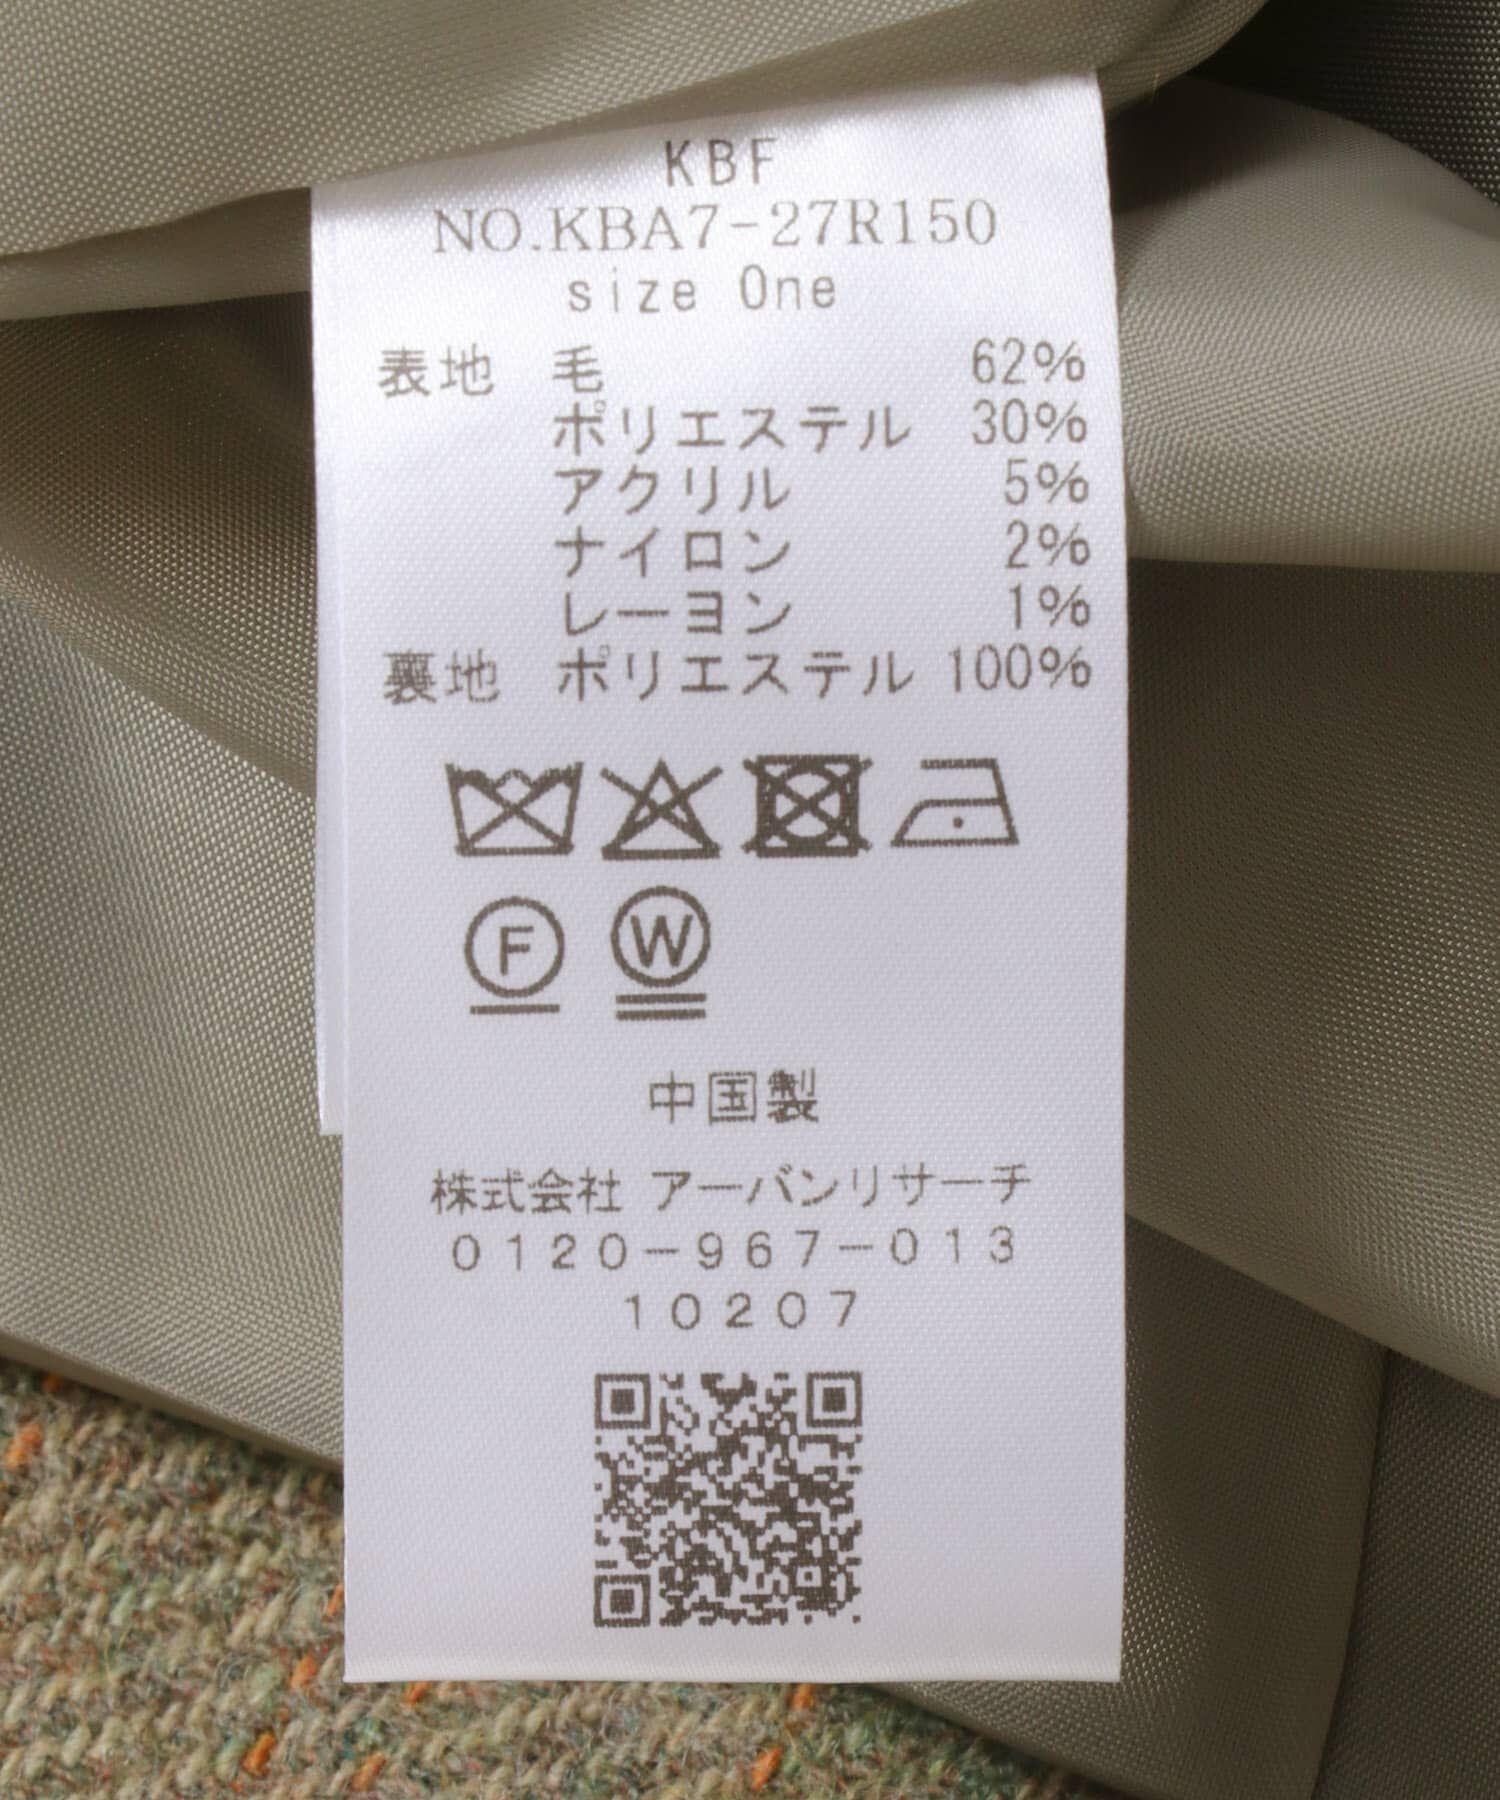 KBF
NO.KBA7-27R150
size One
表地 毛 62%
ポリエステル 30%
アクリル 5%
ナイロン 2%
レーヨン 1%
裏地 ポリエステル 100%
F W
中国製
株式会社 アーバンリサーチ
0120-967-013
10207